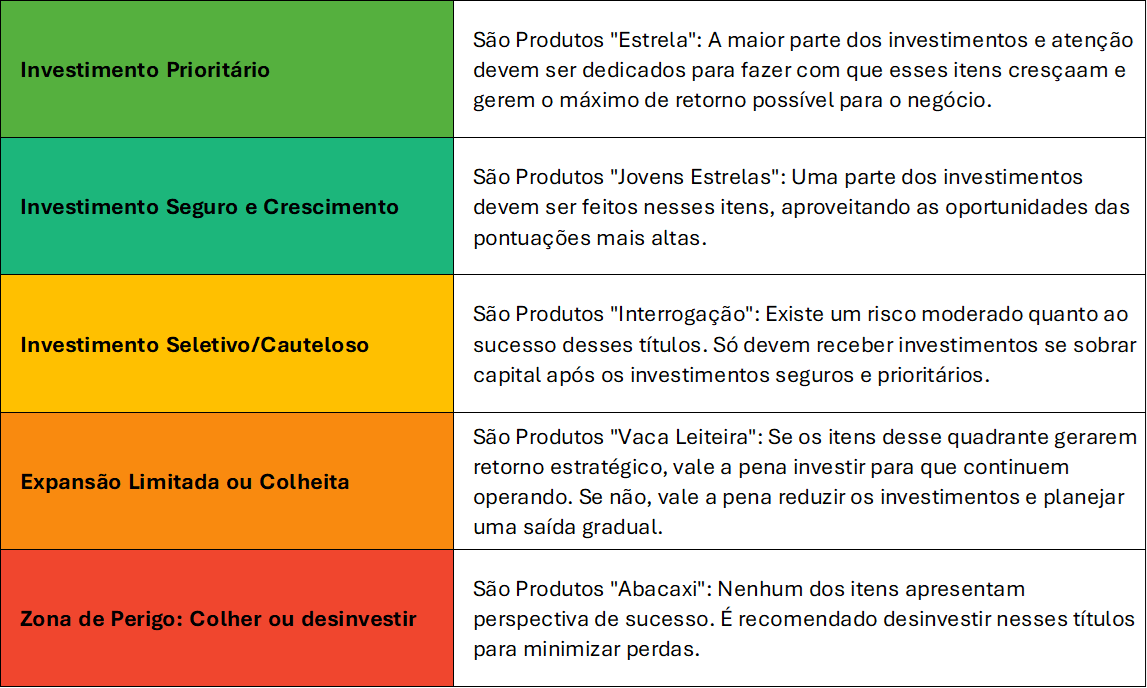 Investimento Prioritário
São Produtos "Estrela": A maior parte dos investimentos e atenção
devem ser dedicados para fazer com que esses itens cresçaam e
gerem o máximo de retorno possível para o negócio.
Investimento Seguro e Crescimento
São Produtos "Jovens Estrelas": Uma parte dos investimentos
devem ser feitos nesses itens, aproveitando as oportunidades das
pontuações mais altas.
Investimento Seletivo/Cauteloso
São Produtos "Interrogação": Existe um risco moderado quanto ao
sucesso desses títulos. Só devem receber investimentos se sobrar
capital após os investimentos seguros e prioritários.
Expansão Limitada ou Colheita
São Produtos "Vaca Leiteira": Se os itens desse quadrante gerarem
retorno estratégico, vale a pena investir para que continuem
operando. Se não, vale a pena reduzir os investimentos e planejar
uma saída gradual.
Zona de Perigo: Colher ou desinvestir
São Produtos "Abacaxi": Nenhum dos itens apresentam
perspectiva de sucesso. É recomendado desinvestir nesses títulos
para minimizar perdas.